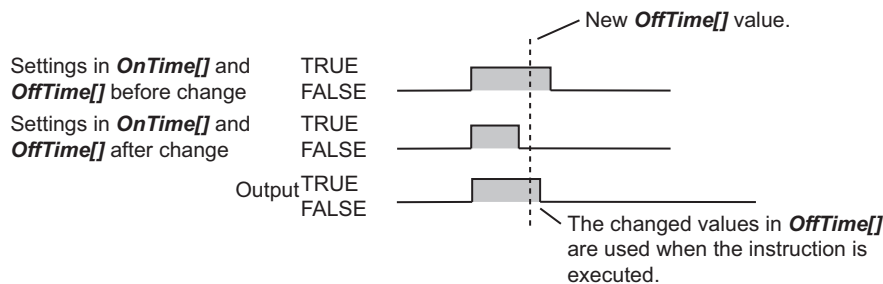 New OffTime[] value.
Settings in OnTime[] and
OffTime[] before change
TRUE
FALSE
Settings in OnTime[] and
OffTime[] after change
TRUE
FALSE
Output
TRUE
FALSE
The changed values in OffTime[]
are used when the instruction is
executed.